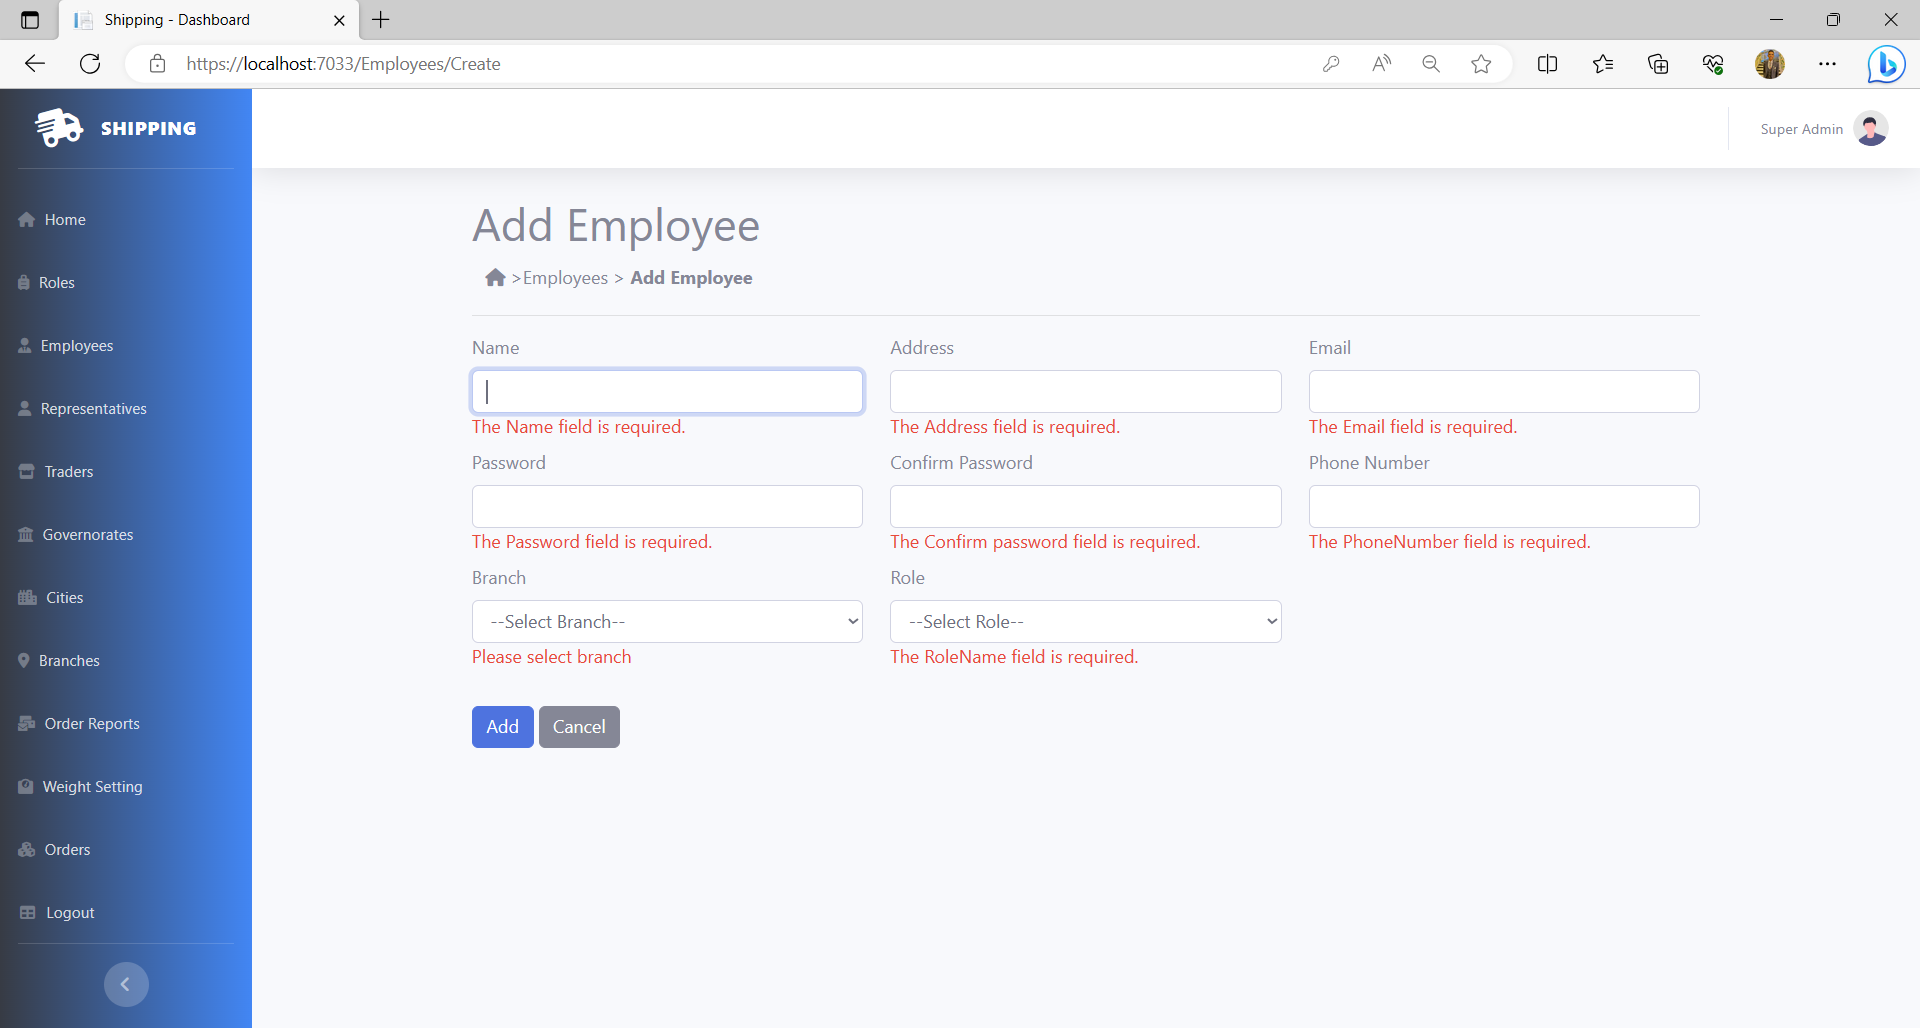 Shipping - Dashboard
https://localhost:7033/Employees/Create
SHIPPING
Super Admin
Home
Roles
Employees
Representatives
Traders
Governorates
Cities
Branches
Order Reports
Weight Setting
Orders
Logout
Add Employee
>Employees > Add Employee
Name Address Email
The Name field is required. The Address field is required. The Email field is required.
Password Confirm Password Phone Number
The Password field is required. The Confirm password field is required. The PhoneNumber field is required.
Branch Role
--Select Branch-- --Select Role--
Please select branch The RoleName field is required.
Add Cancel